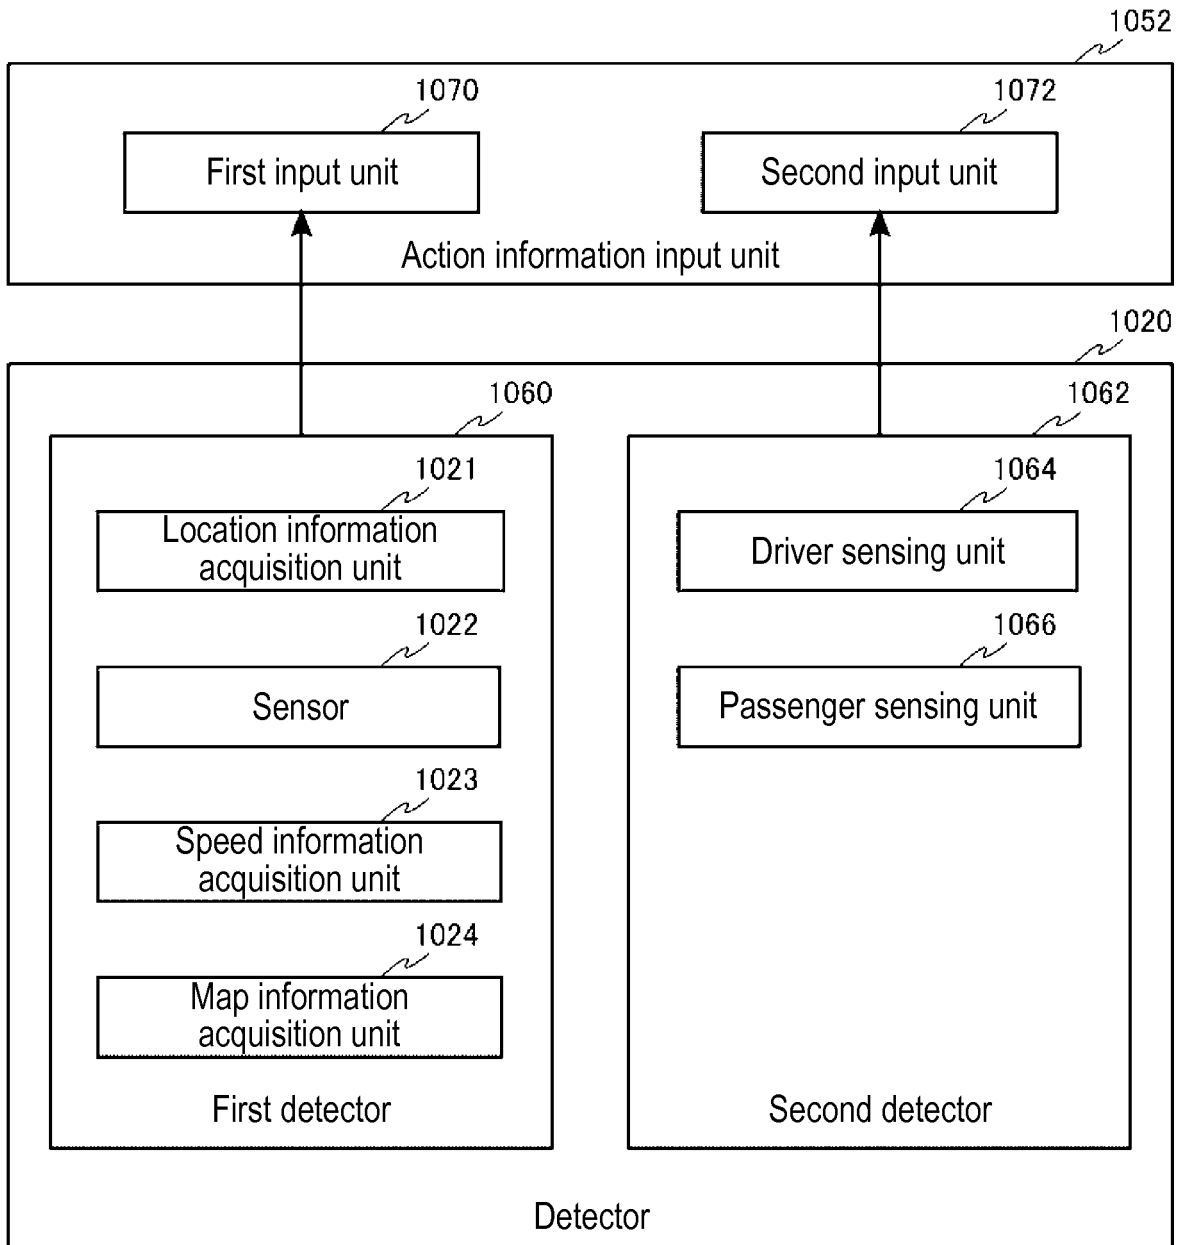 1052
1070
1072
First input unit
Second input unit
Action information input unit
1020
1060
1062
1021
1064
Location information
acquisition unit
Driver sensing unit
1022
1066
Sensor
Passenger sensing unit
1023
Speed information
acquisition unit
1024
Map information
acquisition unit
First detector
Second detector
Detector